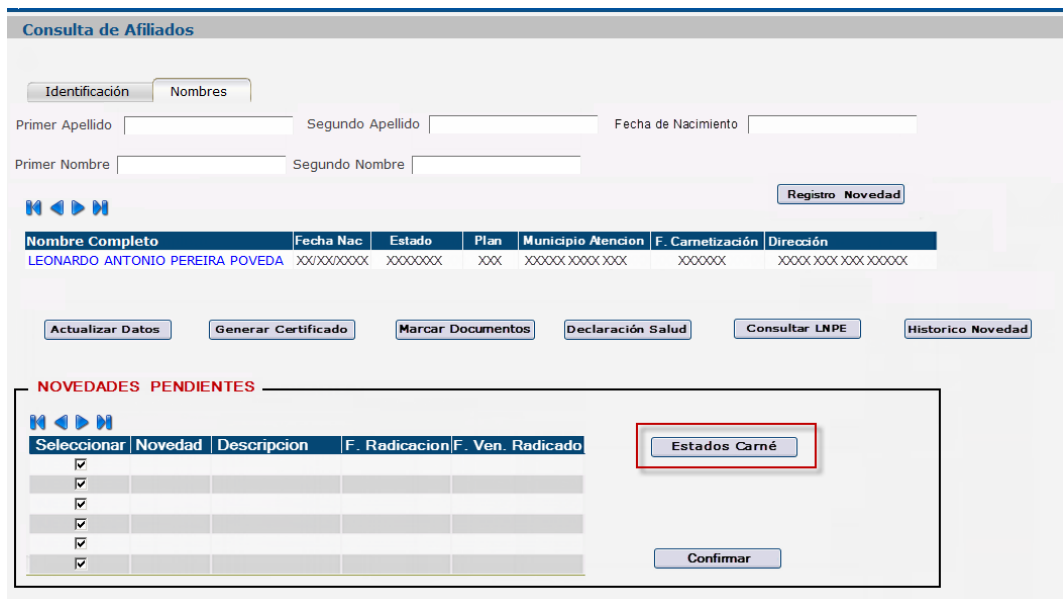 Consulta de Afiliados
Identificación Nombres
Primer Apellido Segundo Apellido Fecha de Nacimiento
Primer Nombre Segundo Nombre
Registro Novedad
Nombre Completo Fecha Nac Estado Plan Municipio Atencion F. Carnetización Dirección
LEONARDO ANTONIO PEREIRA POVEDA XX/XX/XXXX XXXXXXX XXX XXXXX XXXX XXX XXXXXX XXXX XXX XXX XXXXX
Actualizar Datos Generar Certificado Marcar Documentos Declaración Salud Consultar LNPE Historico Novedad
NOVEDADES PENDIENTES
Seleccionar Novedad Descripcion F. Radicacion F. Ven. Radicado
Estados Carné
Confirmar